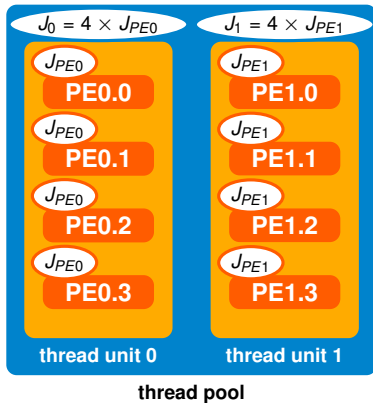 J0 = 4 × JPE0
J1 = 4 × JPE1
JPE0
PE0.0
JPE0
PE0.1
JPE0
PE0.2
JPE0
PE0.3
thread unit 0
JPE1
PE1.0
JPE1
PE1.1
JPE1
PE1.2
JPE1
PE1.3
thread unit 1
thread pool